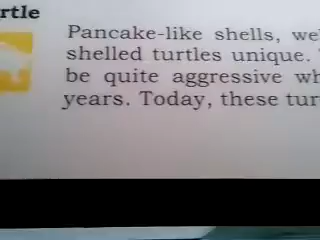 rtle
Pancake-like shells, we
shelled turtles unique.
be quite aggressive wh
years. Today, these tur